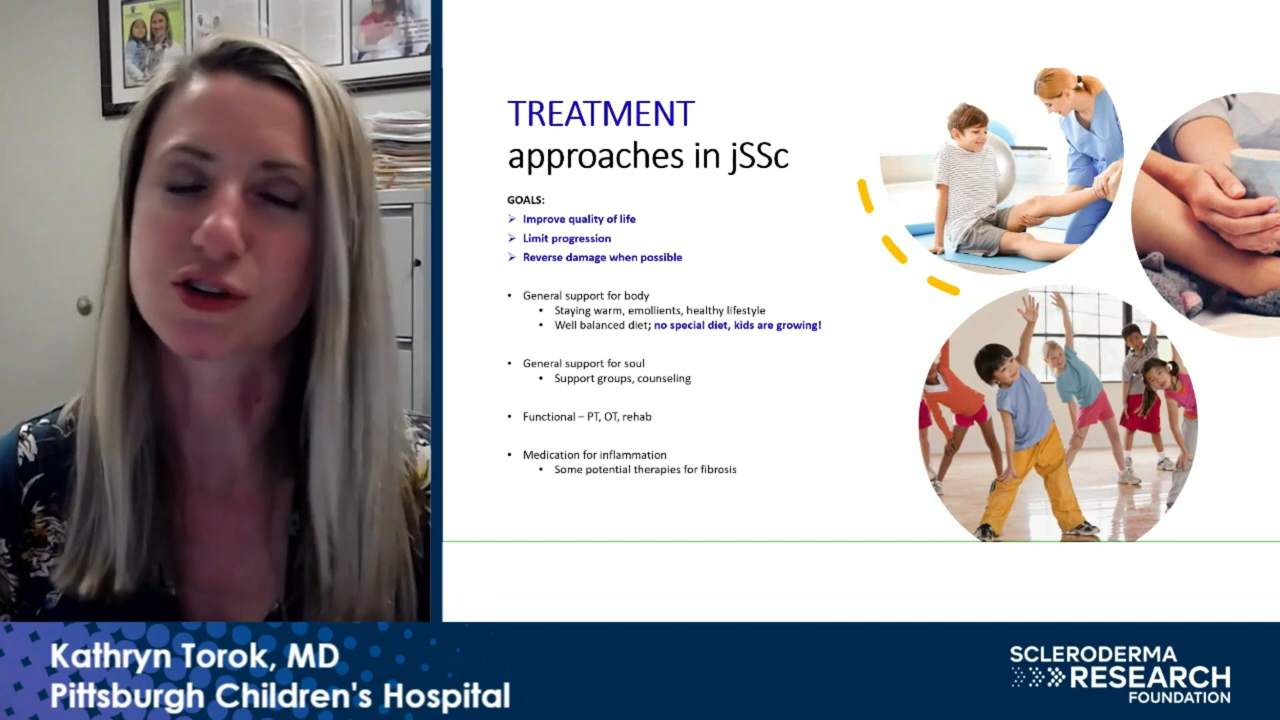 TREATMENT
approaches in jSSc
GOALS:
➢ Improve quality of life
➢ Limit progression
➢ Reverse damage when possible
• General support for body
• Staying warm, emollients, healthy lifestyle
• Well balanced diet; no special diet, kids are growing!
• General support for soul
• Support groups, counseling
• Functional – PT, OT, rehab
• Medication for inflammation
• Some potential therapies for fibrosis
Kathryn Torok, MD
Pittsburgh Children's Hospital
SCLERODERMA
RESEARCH
FOUNDATION